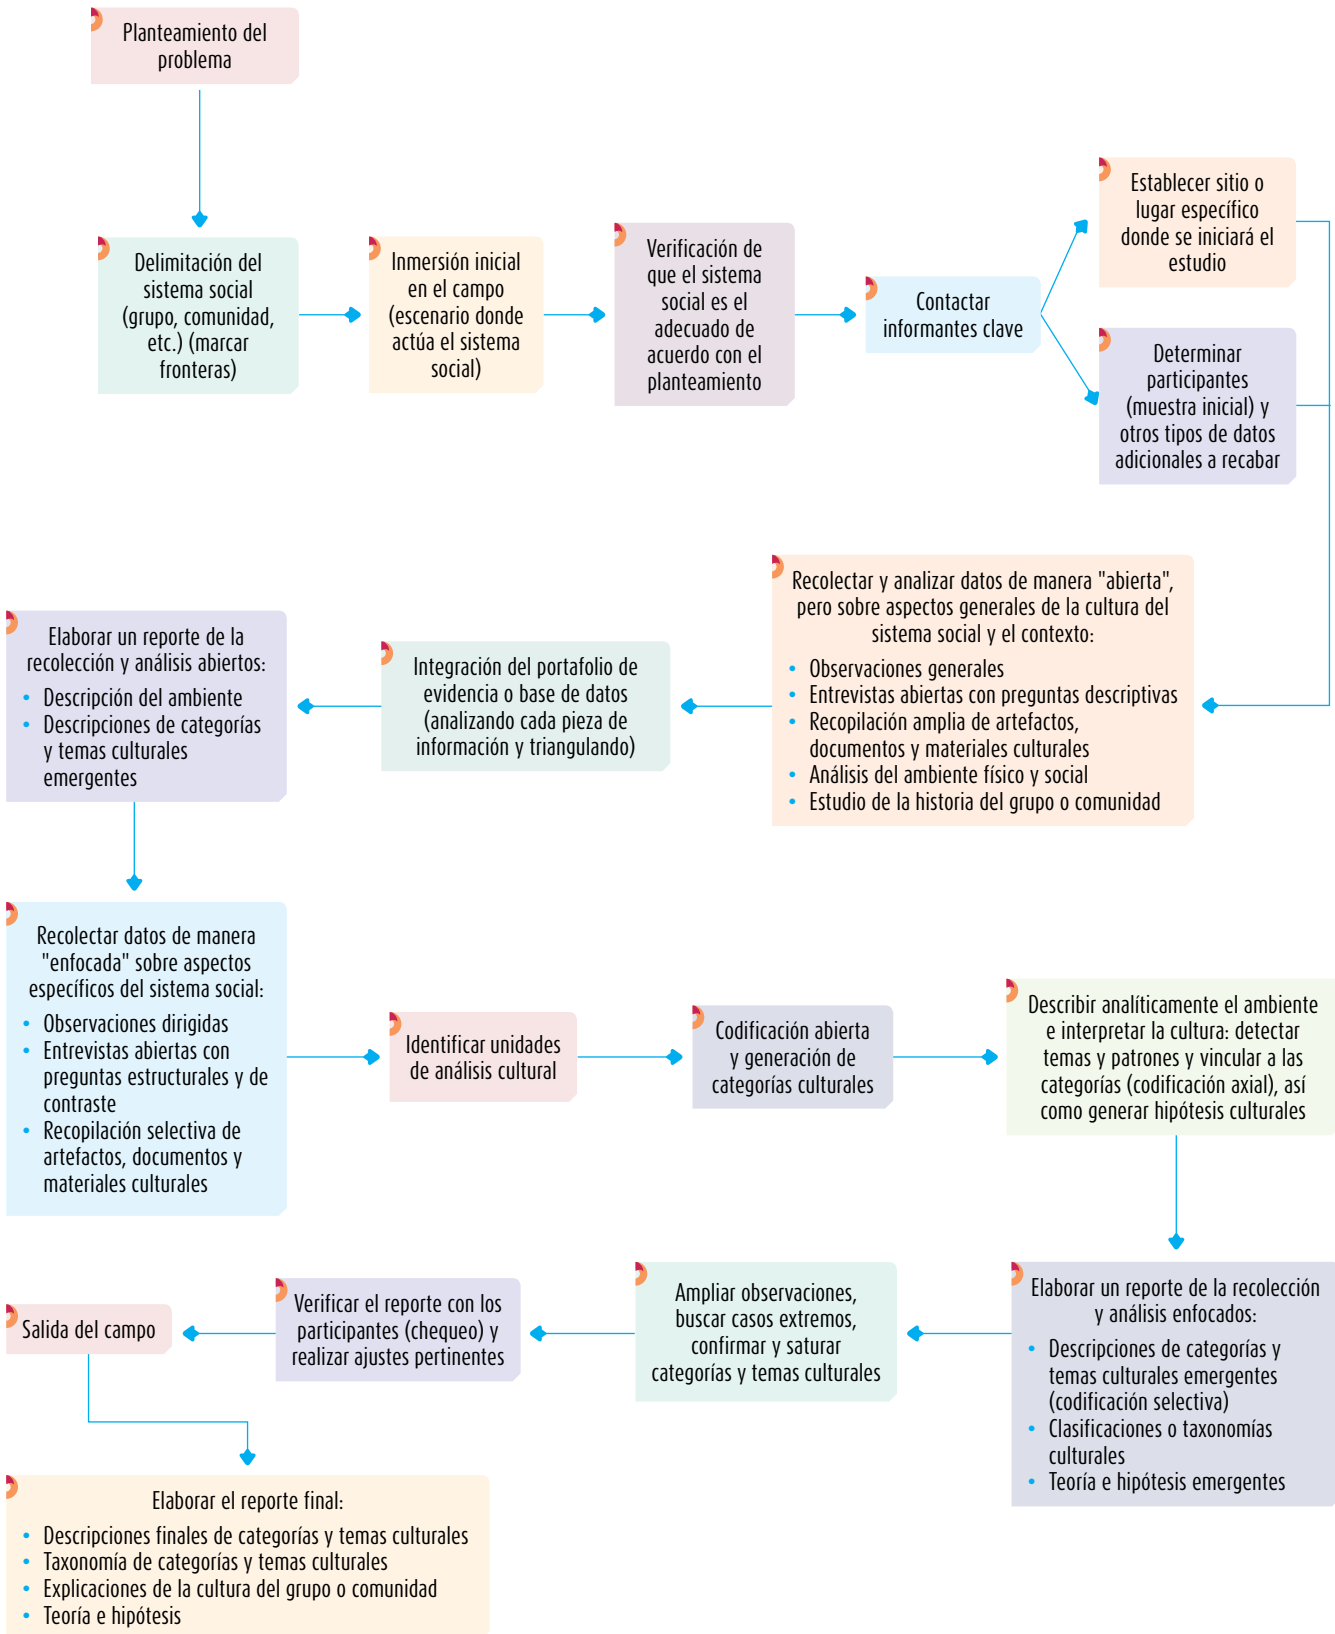 Planteamiento del
problema
Delimitación del
sistema social
(grupo, comunidad,
etc.) (marcar
fronteras)
Inmersión inicial
en el campo
(escenario donde
actúa el sistema
social)
Verificación de
que el sistema
social es el
adecuado de
acuerdo con el
planteamiento
Contactar
informantes clave
Establecer sitio o
lugar específico
donde se iniciará el
estudio
Determinar
participantes
(muestra inicial) y
otros tipos de datos
adicionales a recabar
Recolectar y analizar datos de manera "abierta",
pero sobre aspectos generales de la cultura del
sistema social y el contexto:
• Observaciones generales
• Entrevistas abiertas con preguntas descriptivas
• Recopilación amplia de artefactos,
documentos y materiales culturales
• Análisis del ambiente físico y social
• Estudio de la historia del grupo o comunidad
Integración del portafolio de
evidencia o base de datos
(analizando cada pieza de
información y triangulando)
Elaborar un reporte de la
recolección y análisis abiertos:
• Descripción del ambiente
• Descripciones de categorías
y temas culturales
emergentes
Recolectar datos de manera
"enfocada" sobre aspectos
específicos del sistema social:
• Observaciones dirigidas
• Entrevistas abiertas con
preguntas estructurales y de
contraste
• Recopilación selectiva de
artefactos, documentos y
materiales culturales
Identificar unidades
de análisis cultural
Codificación abierta
y generación de
categorías culturales
Describir analíticamente el ambiente
e interpretar la cultura: detectar
temas y patrones y vincular a las
categorías (codificación axial), así
como generar hipótesis culturales
Elaborar un reporte de la recolección
y análisis enfocados:
• Descripciones de categorías y
temas culturales emergentes
(codificación selectiva)
• Clasificaciones o taxonomías
culturales
• Teoría e hipótesis emergentes
Ampliar observaciones,
buscar casos extremos,
confirmar y saturar
categorías y temas culturales
Verificar el reporte con los
participantes (chequeo) y
realizar ajustes pertinentes
Salida del campo
Elaborar el reporte final:
• Descripciones finales de categorías y temas culturales
• Taxonomía de categorías y temas culturales
• Explicaciones de la cultura del grupo o comunidad
• Teoría e hipótesis